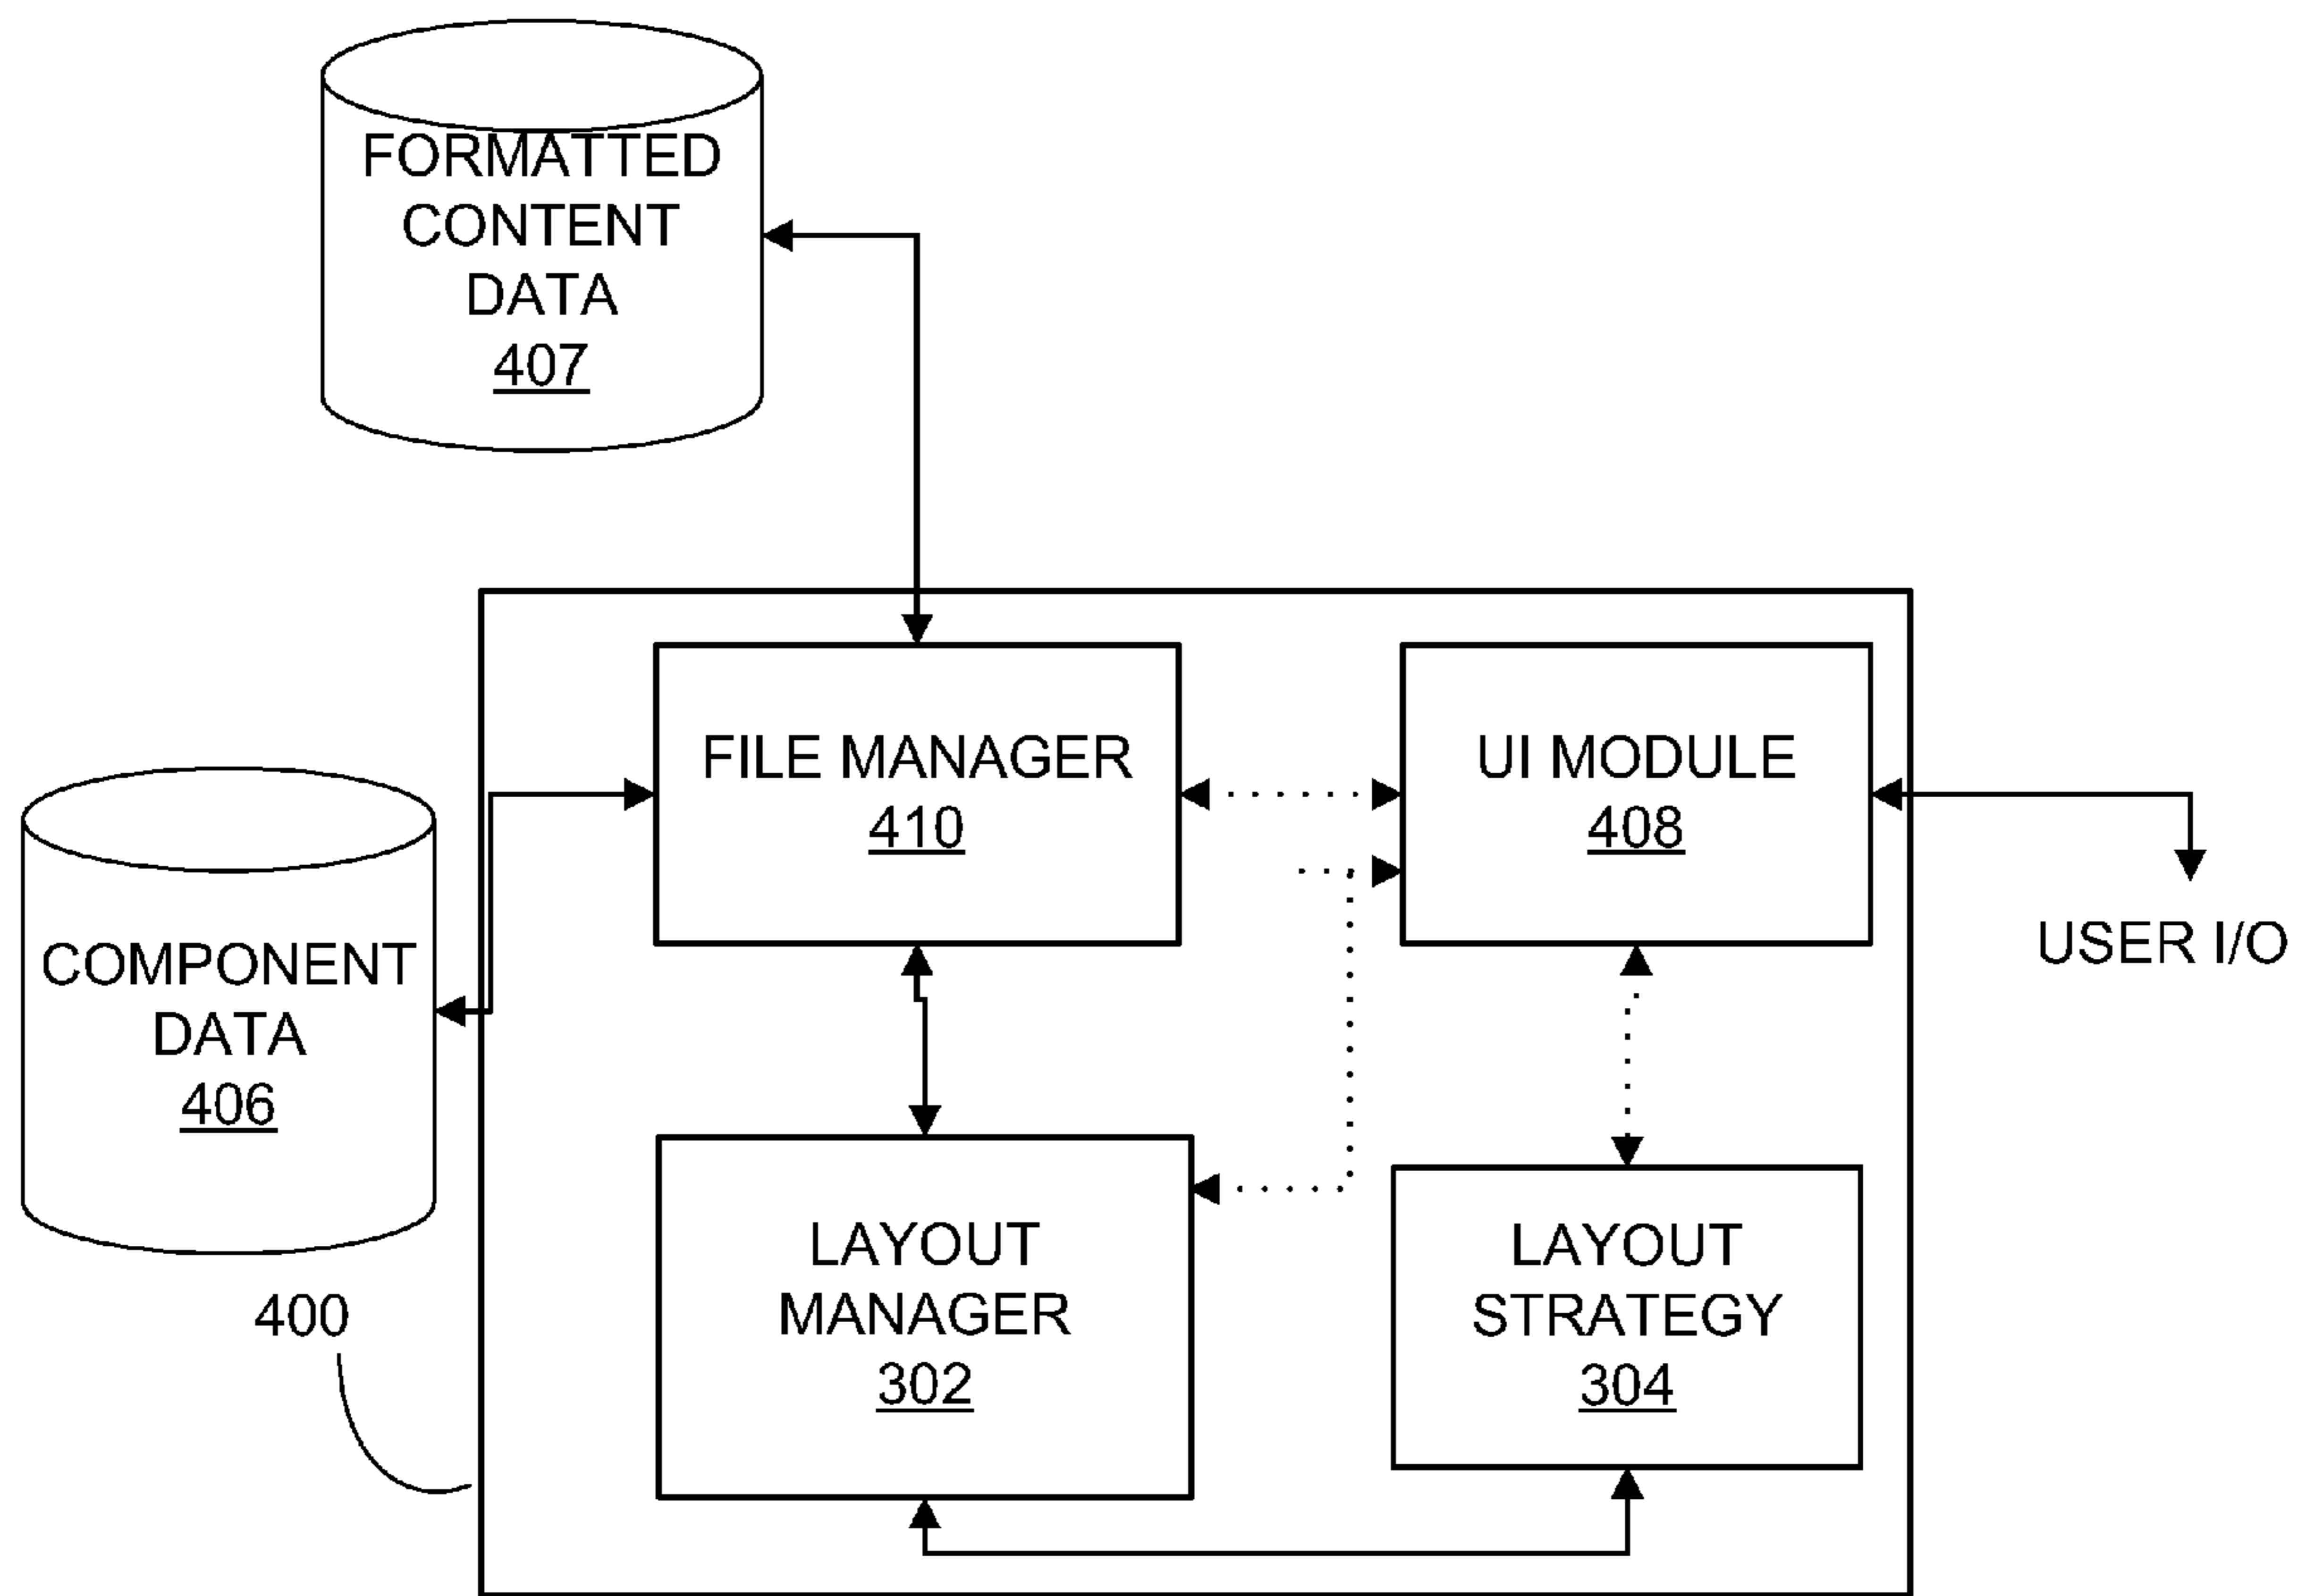 FORMATTED
CONTENT
DATA
407
FILE MANAGER
410
UI MODULE
408
USER I/O
COMPONENT
DATA
406
LAYOUT
MANAGER
302
LAYOUT
STRATEGY
304
400